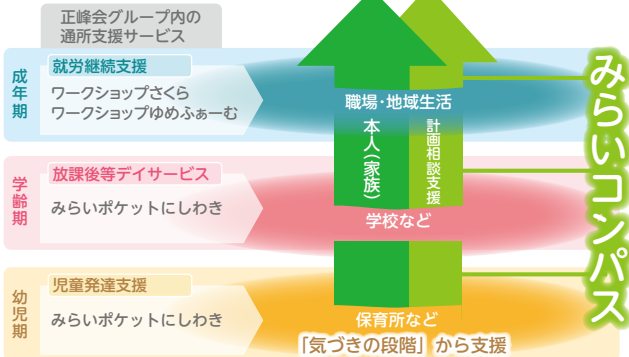 正峰会グループ内の
通所支援サービス
成年期
就労継続支援
ワークショップさくら
ワークショップゆめふぁーむ
職場・地域生活
本人(家族)
計画相談支援
学齢期
放課後等デイサービス
みらいポケットにしわき
学校など
幼児期
児童発達支援
みらいポケットにしわき
保育所など
「気づきの段階」から支援
みらいコンパス